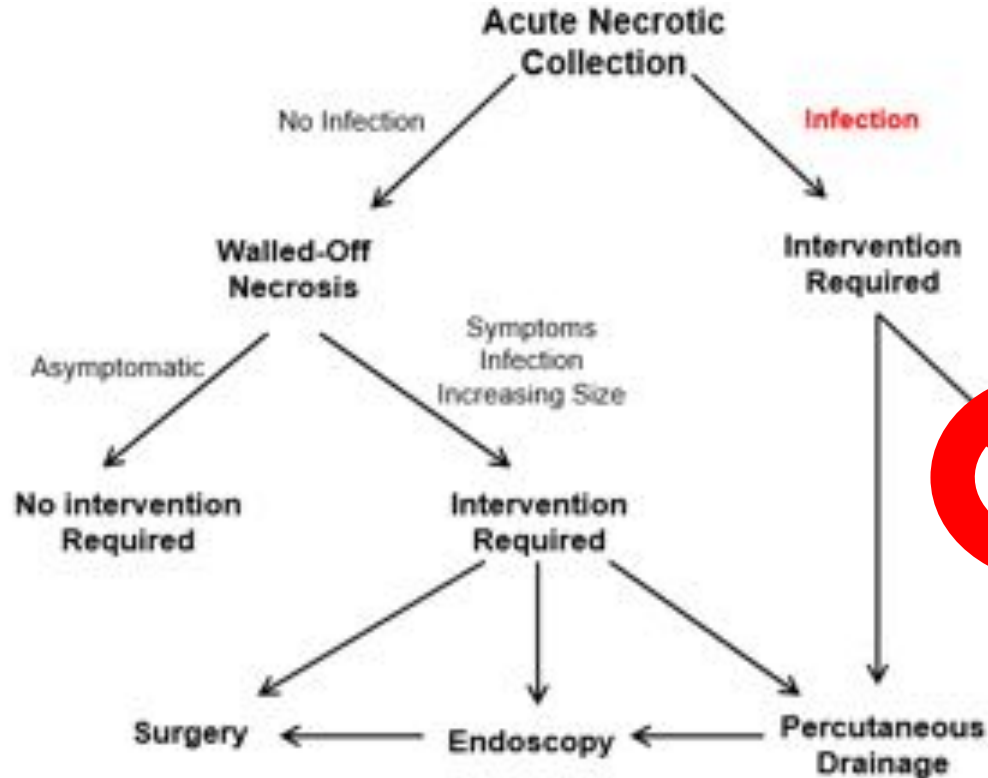 Acute Necrotic
Collection
No Infection
Infection
Walled-Off
Necrosis
Intervention
Required
Asymptomatic
Symptoms
Infection
Increasing Size
No intervention
Required
Intervention
Required
Surgery
Endoscopy
Percutaneous
Drainage